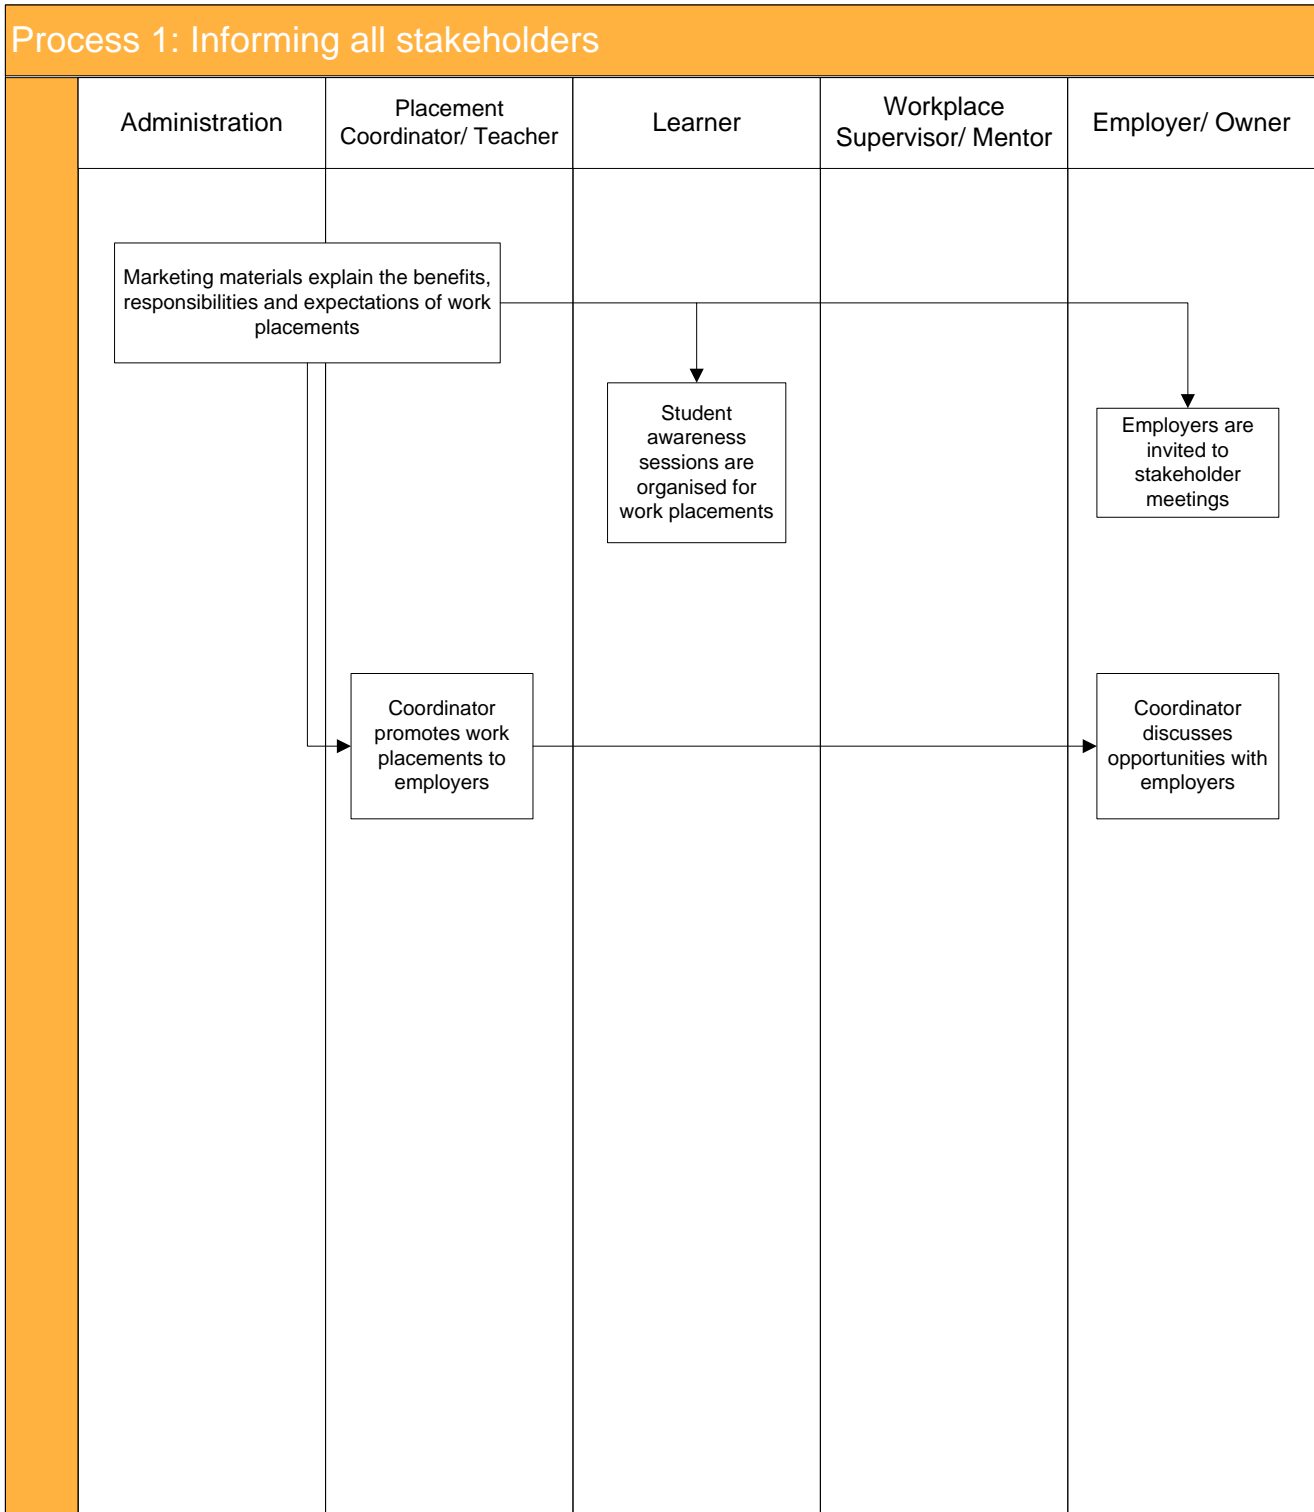 Process 1: Informing all stakeholders
Administration
Placement
Coordinator/ Teacher
Learner
Workplace
Supervisor/ Mentor
Employer/ Owner
Marketing materials explain the benefits,
responsibilities and expectations of work
placements
Student
awareness
sessions are
organised for
work placements
Employers are
invited to
stakeholder
meetings
Coordinator
promotes work
placements to
employers
Coordinator
discusses
opportunities with
employers